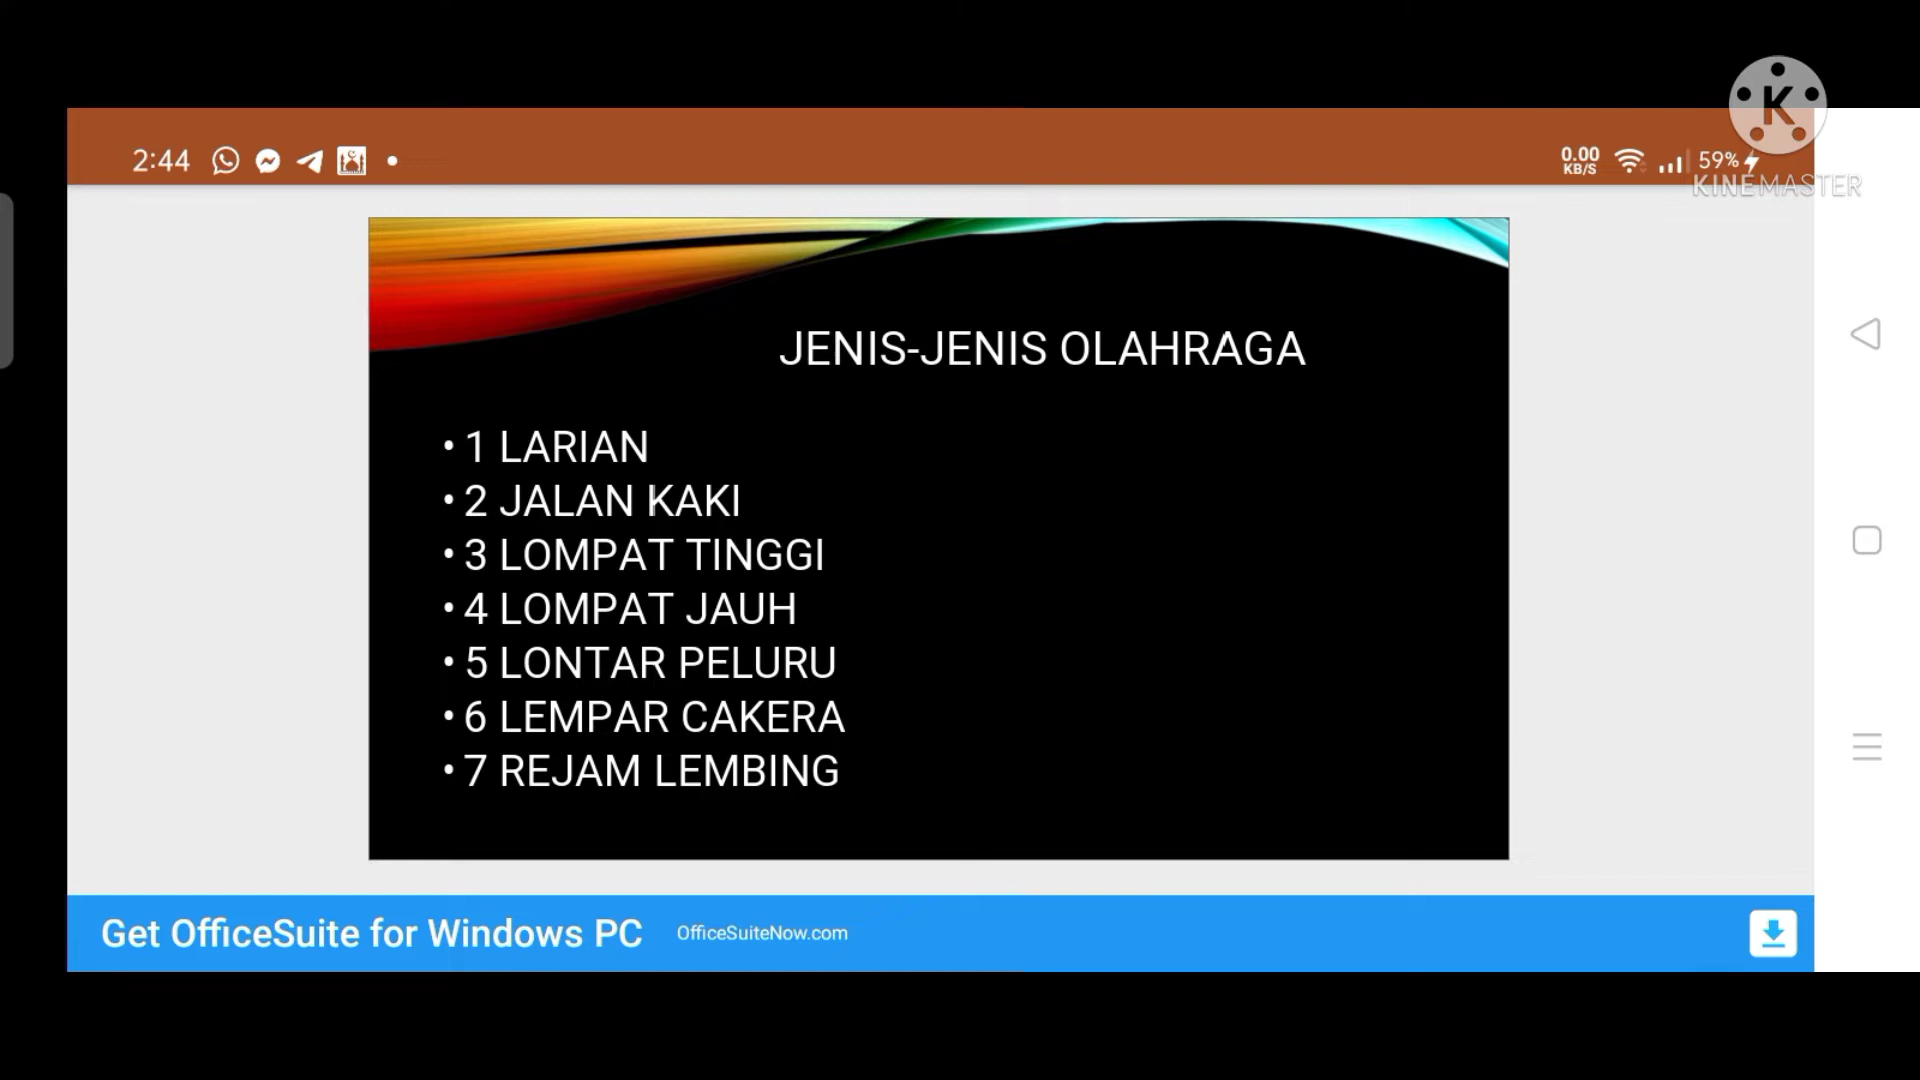 K
KINEMASTER
2:44
0.00 KB/S
59%
JENIS-JENIS OLAHRAGA
• 1 LARIAN
• 2 JALAN KAKI
• 3 LOMPAT TINGGI
• 4 LOMPAT JAUH
• 5 LONTAR PELURU
• 6 LEMPAR CAKERA
• 7 REJAM LEMBING
Get OfficeSuite for Windows PC OfficeSuiteNow.com